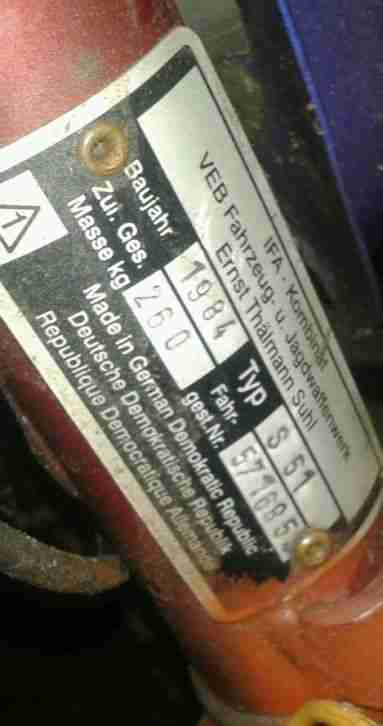 IFA - Kombinat
VEB Fahrzeug- u. Jagdwaffenwerk
Ernst Thälmann Suhl
Baujahr 1984 Typ S 51
Zul. Ges. Masse kg 260 Fahr-gest.Nr.
Made in German Democratic Republic
Deutsche Demokratische Republik
Republique Democratique Allemande
1